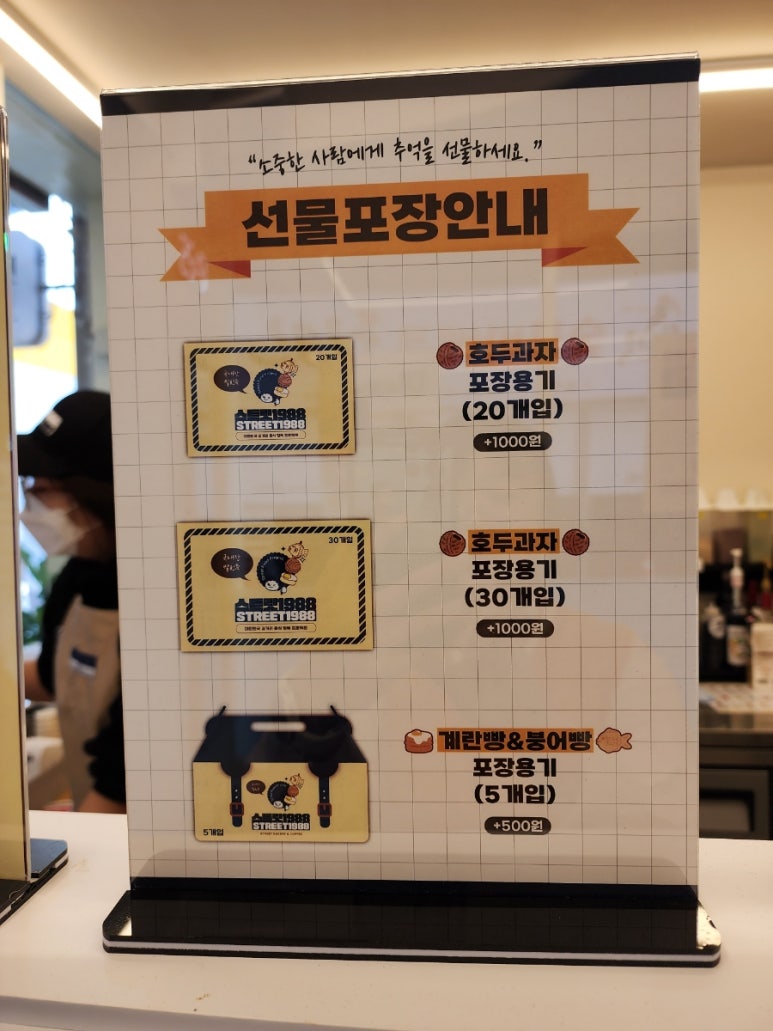 “소중한 사람에게 추억을 선물하세요.”
선물포장안내
20개입
스트릿1988
STREET1988
호두과자
포장용기
(20개입)
+1000원
30개입
스트릿1988
STREET1988
호두과자
포장용기
(30개입)
+1000원
5개입
스트릿1988
STREET1988
계란빵&붕어빵
포장용기
(5개입)
+500원